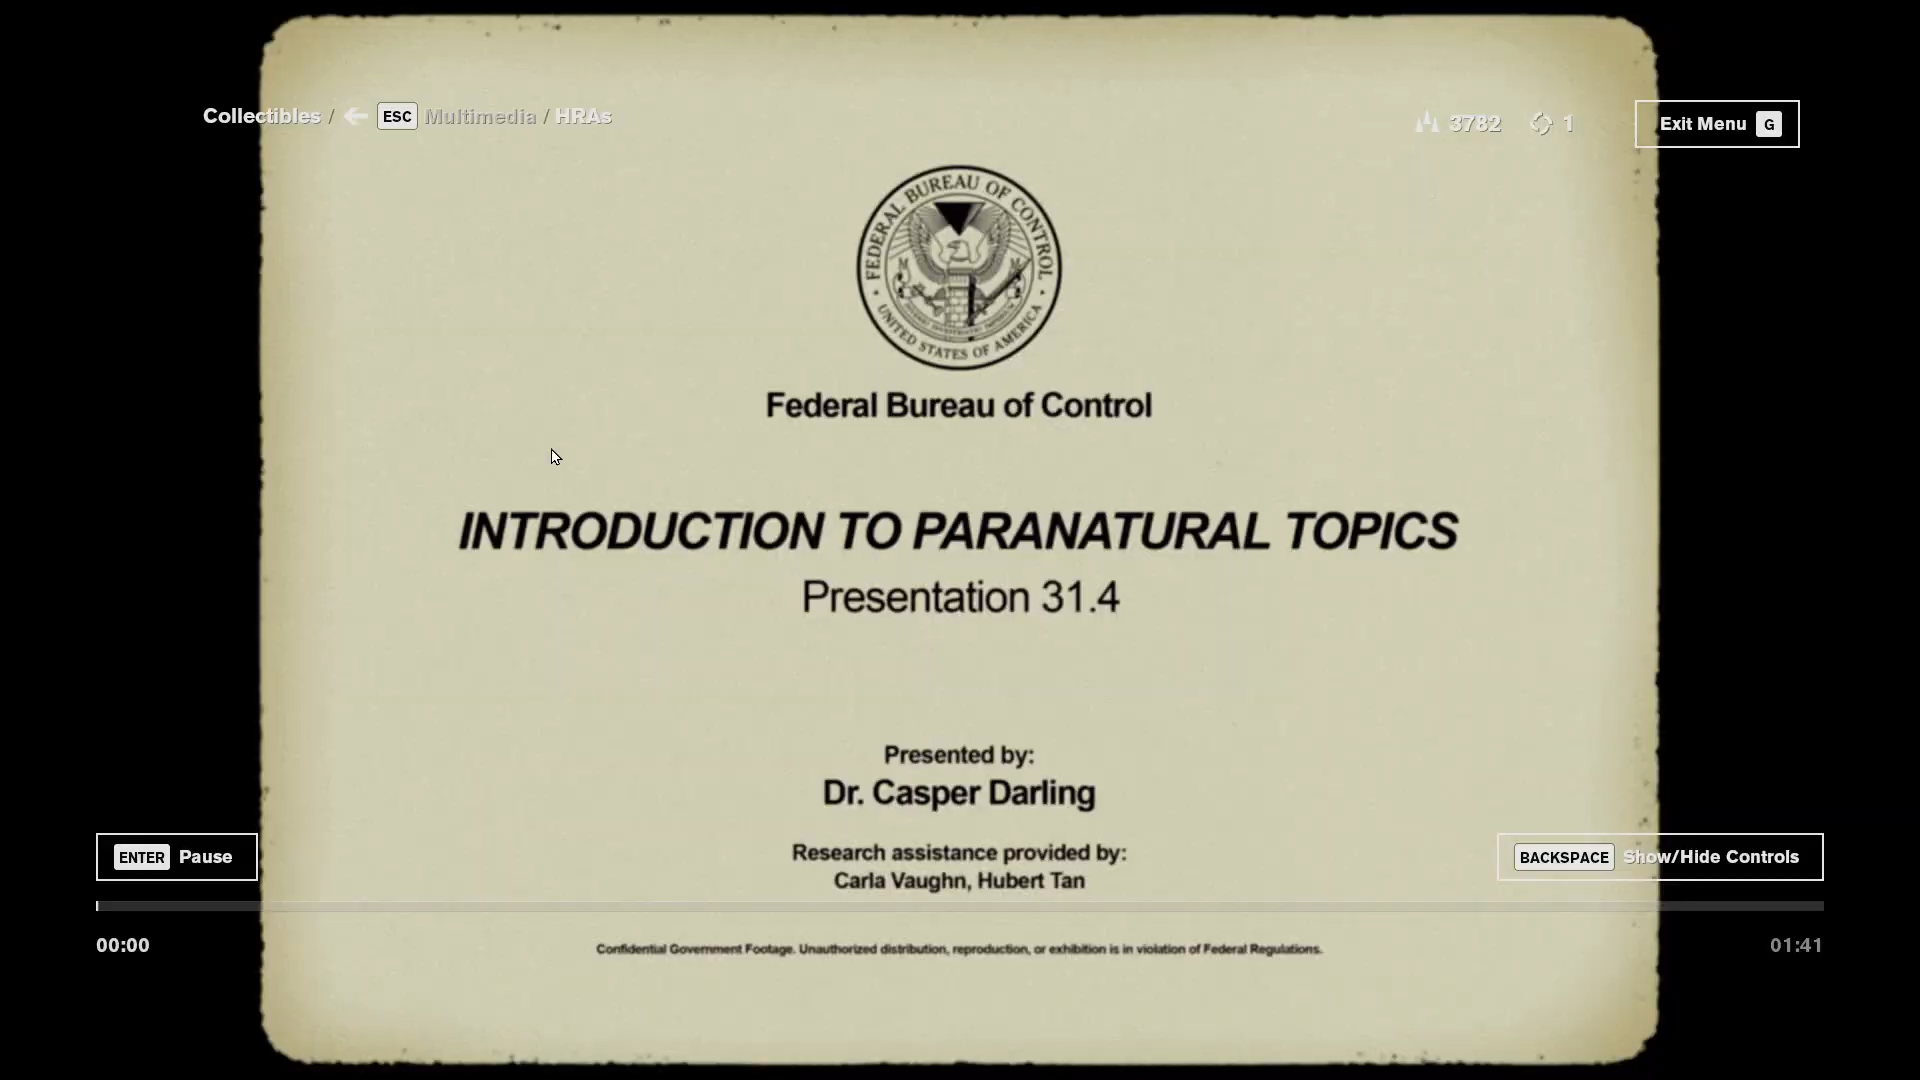 Collectibles / ESC Multimedia / HRAs
3782 1
Exit Menu G
FEDERAL BUREAU OF CONTROL
UNITED STATES OF AMERICA
Federal Bureau of Control
INTRODUCTION TO PARANATURAL TOPICS
Presentation 31.4
Presented by:
Dr. Casper Darling
Research assistance provided by:
Carla Vaughn, Hubert Tan
ENTER Pause
BACKSPACE Show/Hide Controls
00:00
01:41
Confidential Government Footage. Unauthorized distribution, reproduction, or exhibition is in violation of Federal Regulations.